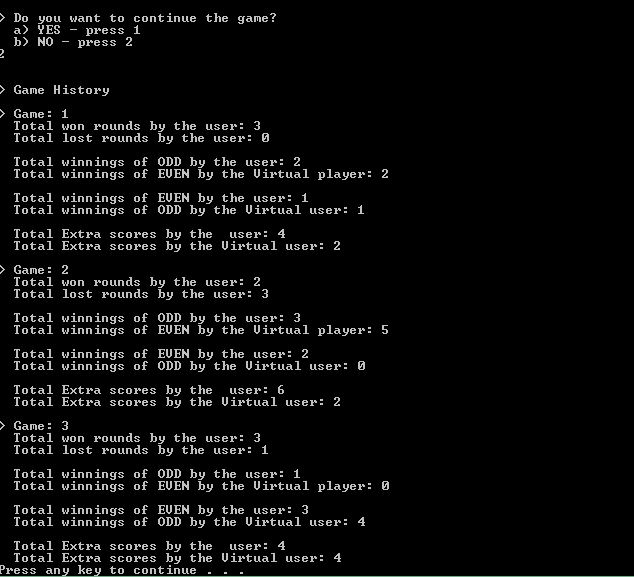 > Do you want to continue the game?
a) YES - press 1
b) NO - press 2
2
> Game History
> Game: 1
Total won rounds by the user: 3
Total lost rounds by the user: 0
Total winnings of ODD by the user: 2
Total winnings of EVEN by the Virtual player: 2
Total winnings of EVEN by the user: 1
Total winnings of ODD by the Virtual user: 1
Total Extra scores by the  user: 4
Total Extra scores by the Virtual user: 2
> Game: 2
Total won rounds by the user: 2
Total lost rounds by the user: 3
Total winnings of ODD by the user: 3
Total winnings of EVEN by the Virtual player: 5
Total winnings of EVEN by the user: 2
Total winnings of ODD by the Virtual user: 0
Total Extra scores by the  user: 6
Total Extra scores by the Virtual user: 2
> Game: 3
Total won rounds by the user: 3
Total lost rounds by the user: 1
Total winnings of ODD by the user: 1
Total winnings of EVEN by the Virtual player: 0
Total winnings of EVEN by the user: 3
Total winnings of ODD by the Virtual user: 4
Total Extra scores by the  user: 4
Total Extra scores by the Virtual user: 4
Press any key to continue . . .